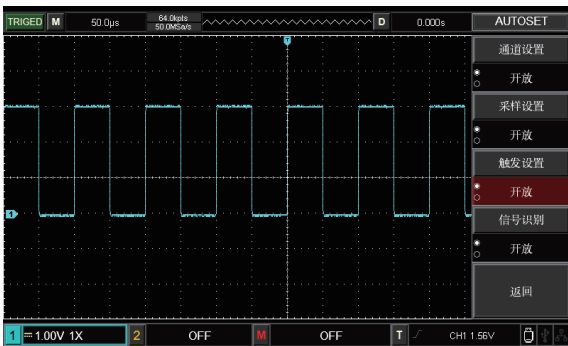 TRIGED M 50.0μs 64.0kpts 50.0MSa/s D 0.000s AUTOSET
T
通道设置
开放
采样设置
开放
触发设置
开放
信号识别
开放
返回
1
1 1.00V 1X 2 OFF M OFF T CH1 1.56V